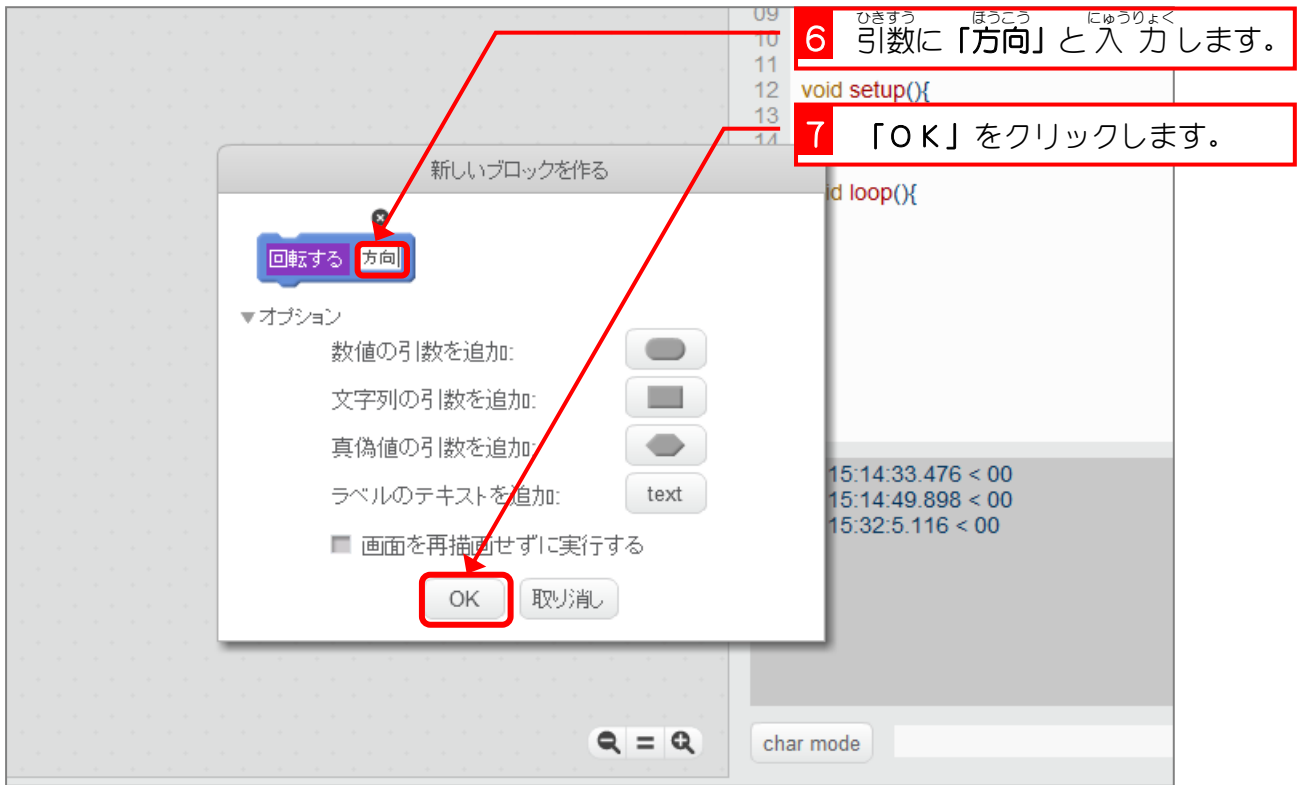 09
10
11
12 void setup(){
13
14
ひきすう ほうこう にゅうりょく
6 引数に「方向」と入力します。
7 「OK」をクリックします。
新しいブロックを作る
id loop(){
回転する 方向
▼オプション
数値の引数を追加:
文字列の引数を追加:
真偽値の引数を追加:
ラベルのテキストを追加: text
画面を再描画せずに実行する
OK 取り消し
15:14:33.476 < 00
15:14:49.898 < 00
15:32:5.116 < 00
char mode